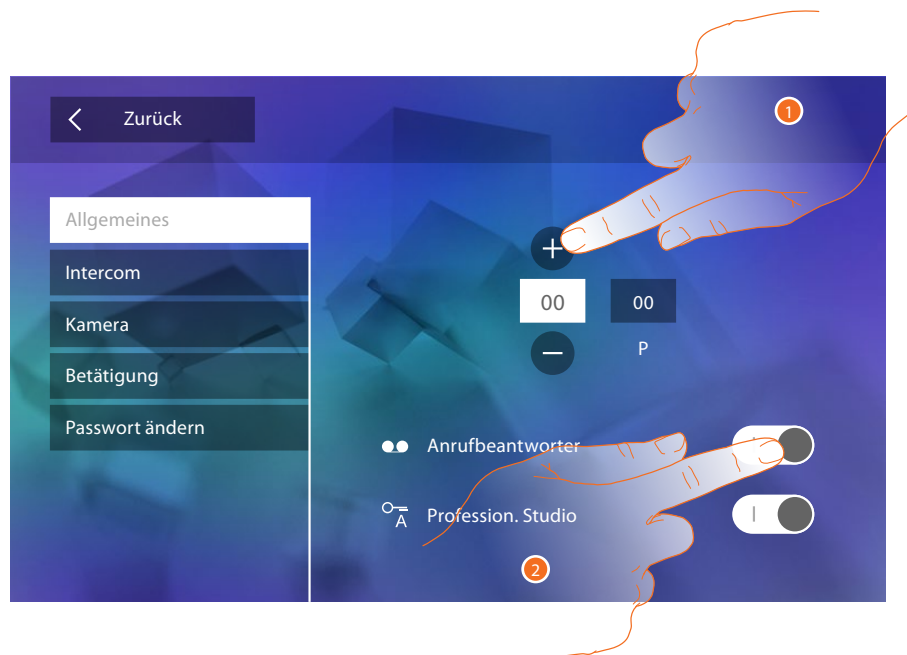 Zurück
1
Allgemeines
Intercom
Kamera
Betätigung
Passwort ändern
+
00 00
− P
Anrufbeantworter
A Profession. Studio
2